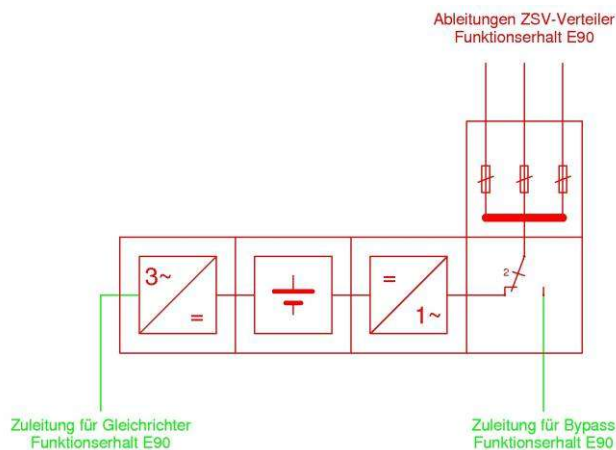 Ableitungen ZSV-Verteiler
Funktionserhalt E90
3~
=
=
1~
2
Zuleitung für Gleichrichter
Funktionserhalt E90
Zuleitung für Bypass
Funktionserhalt E90